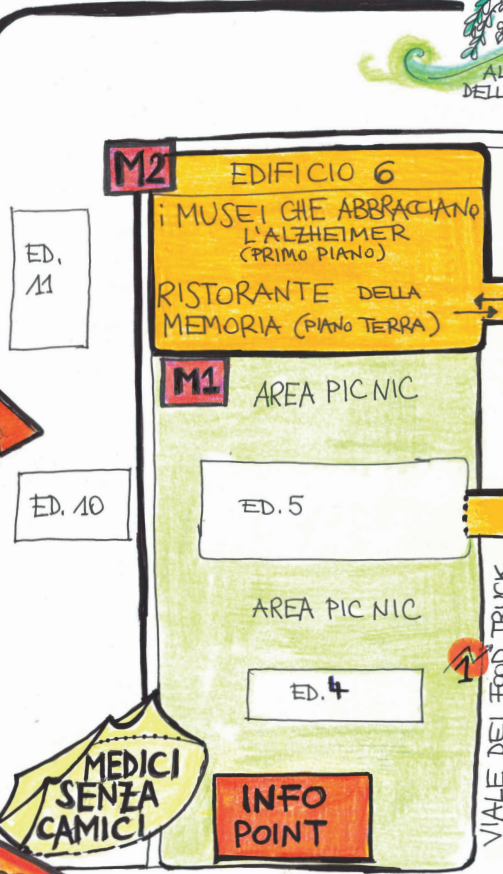 AL
DELL
M2
EDIFICIO 6
i MUSEI CHE ABBRACCIANO
L'ALZHEIMER
(PRIMO PIANO)
RISTORANTE DELLA
MEMORIA (PIANO TERRA)
ED.
11
M1
AREA PIC NIC
ED. 10
ED. 5
AREA PIC NIC
1
ED. 4
VIALE DEI FOOD TRUCK
MEDICI
SENZA
CAMICI
INFO
POINT